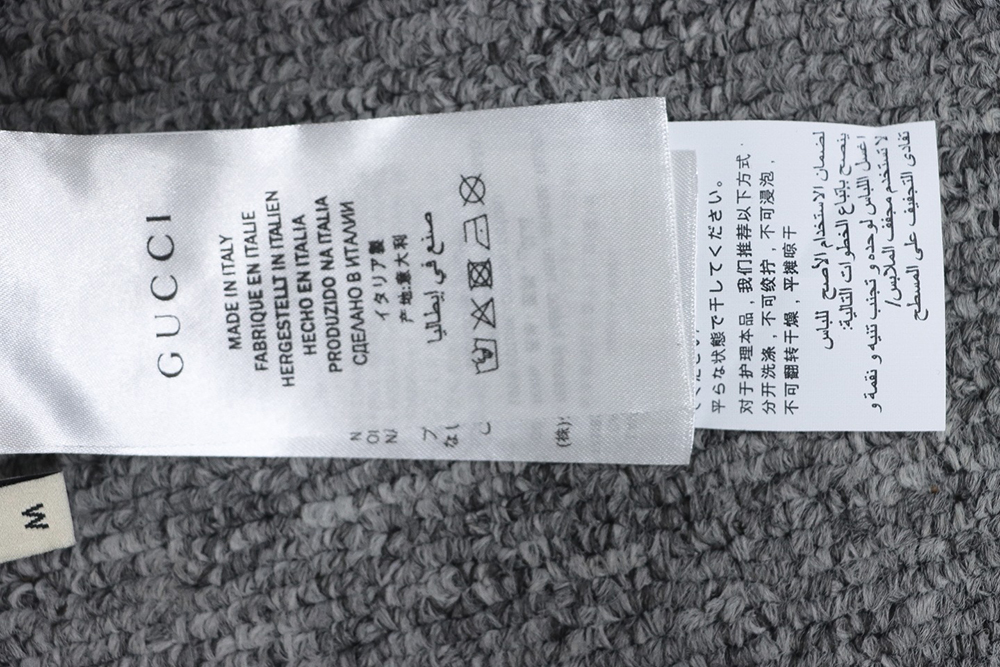 GUCCI
MADE IN ITALY
FABRIQUE EN ITALIE
HERGESTELLT IN ITALIEN
HECHO EN ITALIA
PRODUZIDO NA ITALIA
СДЕЛАНО В ИТАЛИИ
イタリア製
产地:意大利
صنع في إيطاليا
(株)
平らな状態で干してください。
对于护理本品,我们推荐以下方式:
分开洗涤,不可绞拧,不可浸泡,
不可翻转干燥,平摊晾干
لضمان الاستخدام الأصح للباس
ينصح بإتباع الخطوات التالية:
اغسل اللباس لوحده و تجنب تنيه و نقعه و
لا تستخدم مجفف الملابس/
تفادى التجفيف على المسطح
M